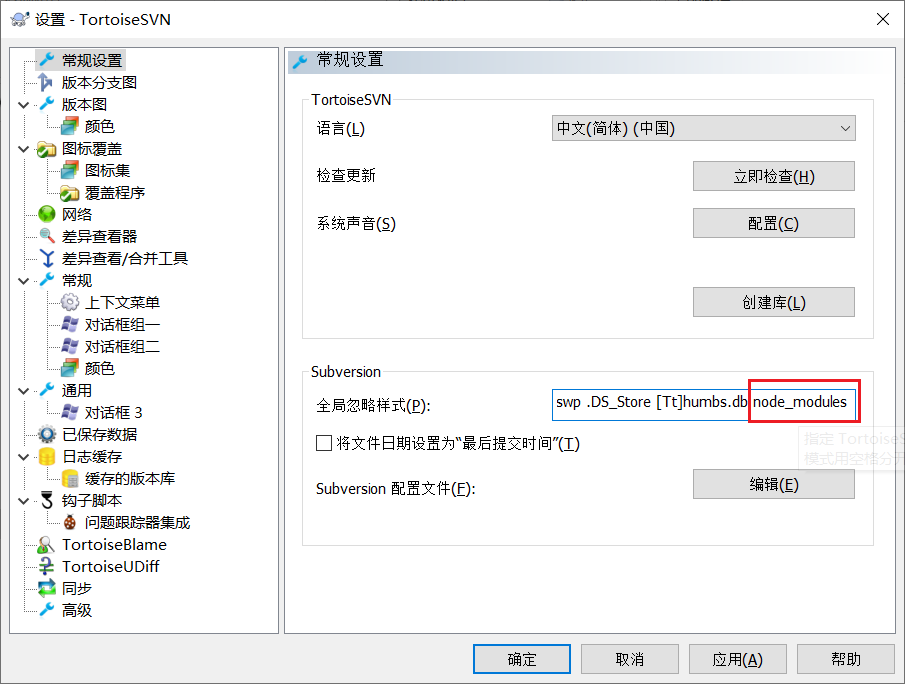 设置 - TortoiseSVN
常规设置
版本分支图
版本图
颜色
图标覆盖
图标集
覆盖程序
网络
差异查看器
差异查看/合并工具
常规
上下文菜单
对话框组一
对话框组二
颜色
通用
对话框 3
已保存数据
日志缓存
缓存的版本库
钩子脚本
问题跟踪器集成
TortoiseBlame
TortoiseUDiff
同步
高级
常规设置
TortoiseSVN
语言(L)
中文(简体) (中国)
检查更新
立即检查(H)
系统声音(S)
配置(C)
创建库(L)
Subversion
全局忽略样式(P):
swp .DS_Store [Tt]humbs.db node_modules
指定 TortoiseS
模式用空格分开
将文件日期设置为“最后提交时间”(T)
Subversion 配置文件(F):
编辑(E)
确定
取消
应用(A)
帮助